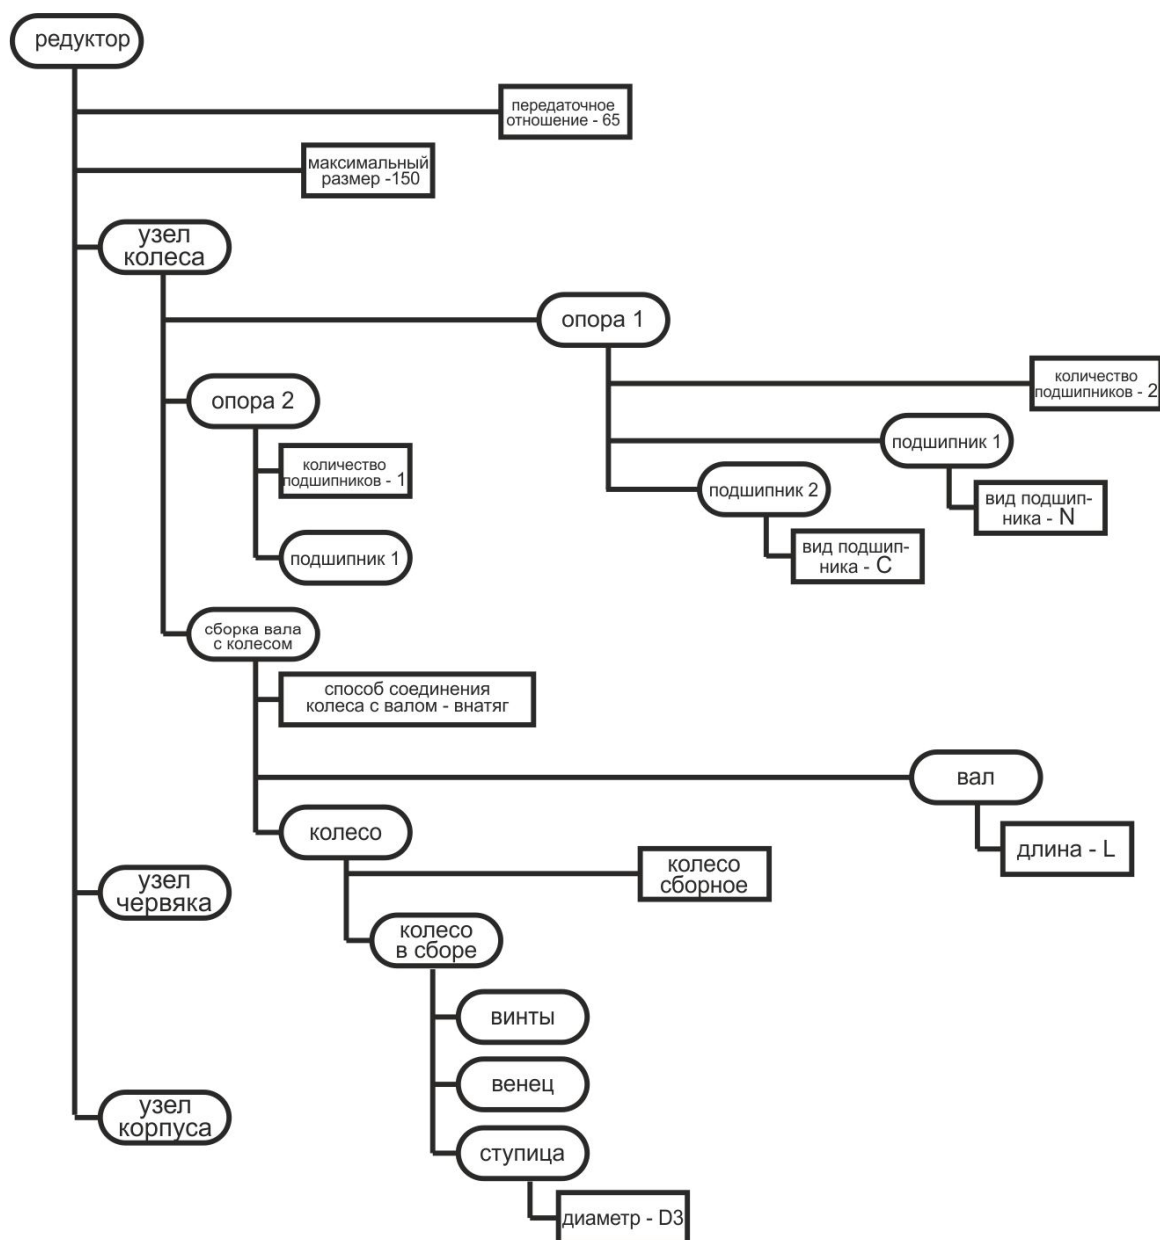 редуктор
передаточное
отношение - 65
максимальный
размер -150
узел
колеса
опора 1
количество
подшипников - 2
опора 2
подшипник 1
количество
подшипников - 1
подшипник 2
вид подшип-
ника - N
вид подшип-
ника - С
подшипник 1
сборка вала
с колесом
способ соединения
колеса с валом - внатяг
вал
колесо
длина - L
колесо
сборное
узел
червяка
колесо
в сборе
винты
венец
узел
корпуса
ступица
диаметр - D3